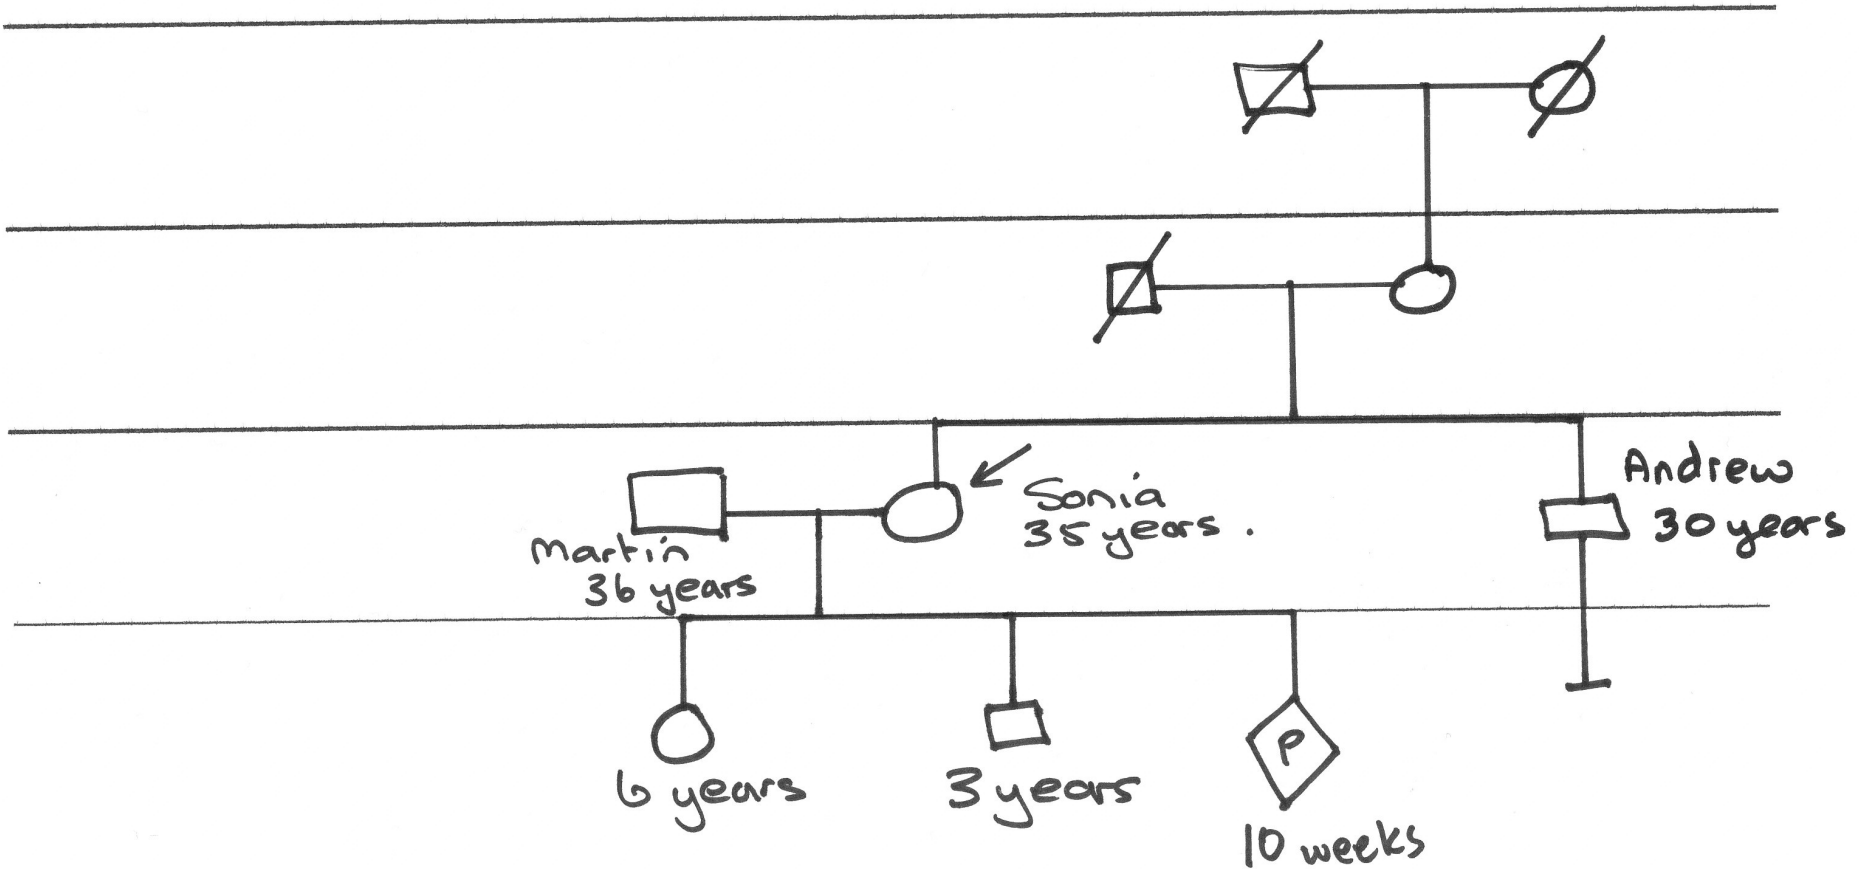 Andrew
30 years
Sonia
35 years.
Martin
36 years
6 years
3 years
P
10 weeks